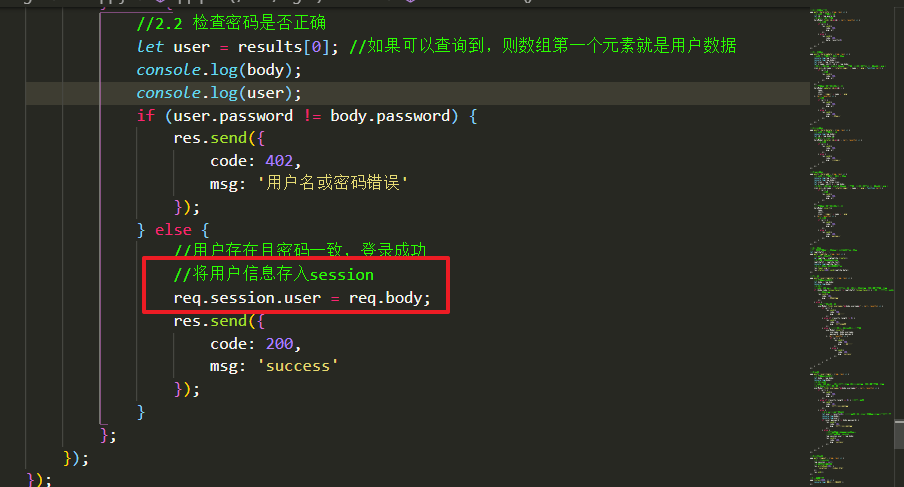 //2.2 检查密码是否正确
let user = results[0]; //如果可以查询到，则数组第一个元素就是用户数据
console.log(body);
console.log(user);
if (user.password != body.password) {
res.send({
code: 402,
msg: '用户名或密码错误'
});
} else {
//用户存在且密码一致，登录成功
//将用户信息存入session
req.session.user = req.body;
res.send({
code: 200,
msg: 'success'
});
}
};
});
});